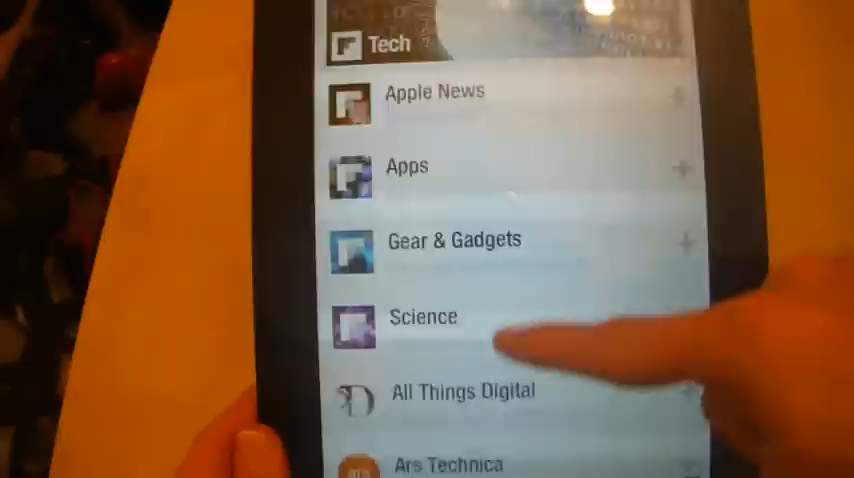 Tech
Apple News
Apps
Gear & Gadgets
Science
All Things Digital
Ars Technica